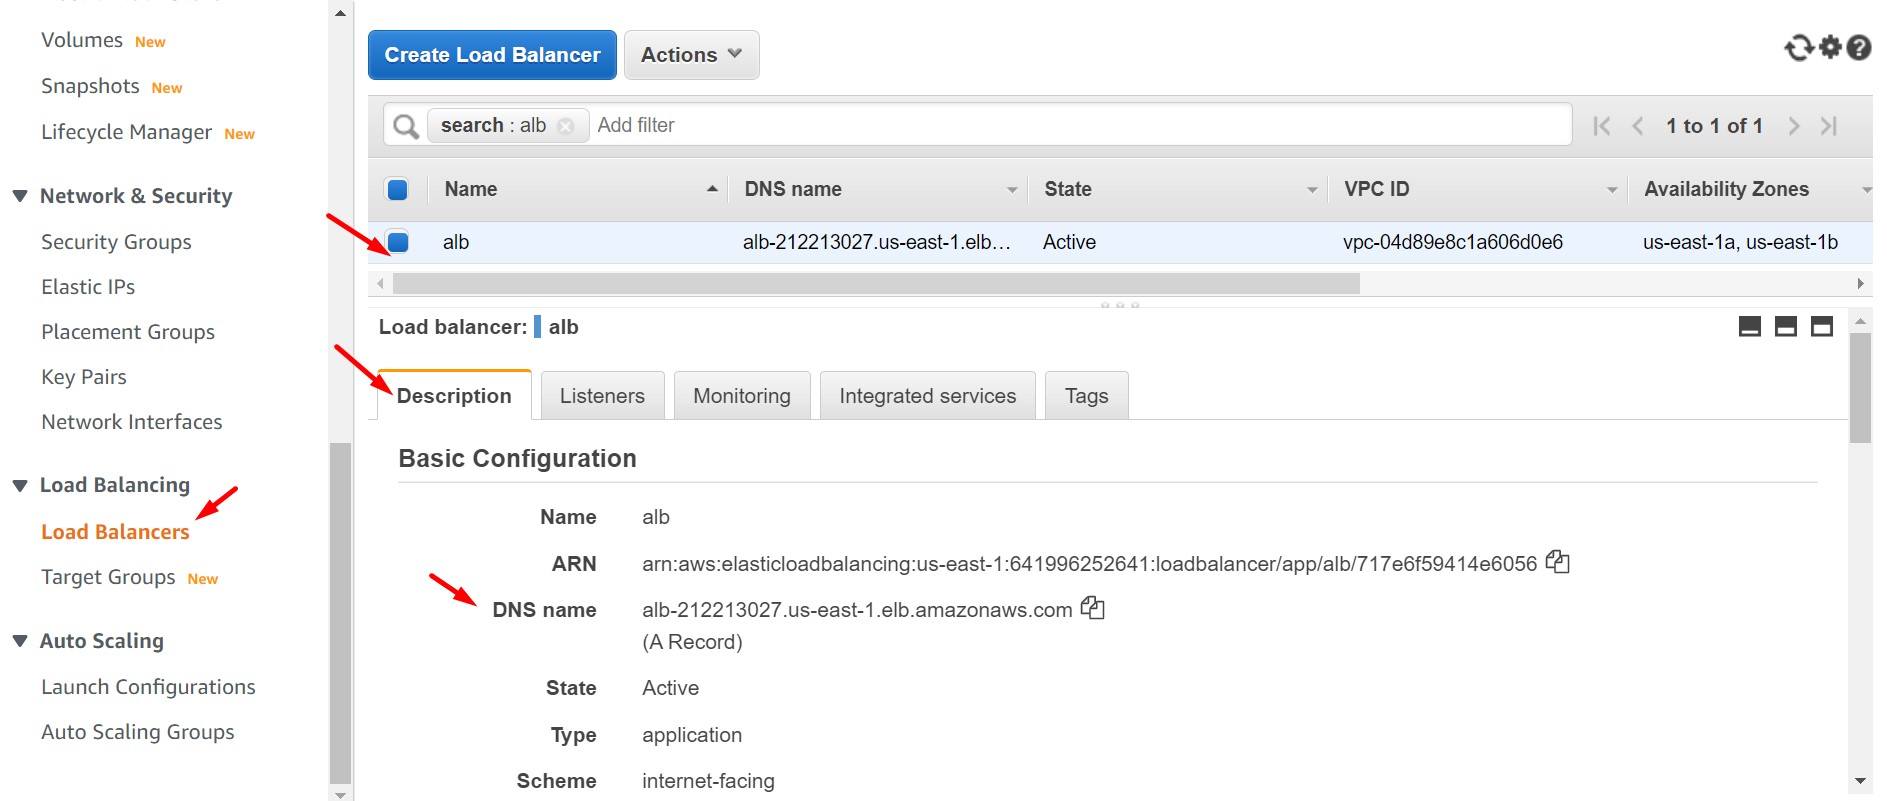 Volumes New
Snapshots New
Lifecycle Manager New
Network & Security
Security Groups
Elastic IPs
Placement Groups
Key Pairs
Network Interfaces
Load Balancing
Load Balancers
Target Groups New
Auto Scaling
Launch Configurations
Auto Scaling Groups
Create Load Balancer Actions
search : alb Add filter 1 to 1 of 1
Name DNS name State VPC ID Availability Zones
alb alb-212213027.us-east-1.elb... Active vpc-04d89e8c1a606d0e6 us-east-1a, us-east-1b
Load balancer: alb
Description Listeners Monitoring Integrated services Tags
Basic Configuration
Name alb
ARN arn:aws:elasticloadbalancing:us-east-1:641996252641:loadbalancer/app/alb/717e6f59414e6056
DNS name alb-212213027.us-east-1.elb.amazonaws.com
(A Record)
State Active
Type application
Scheme internet-facing